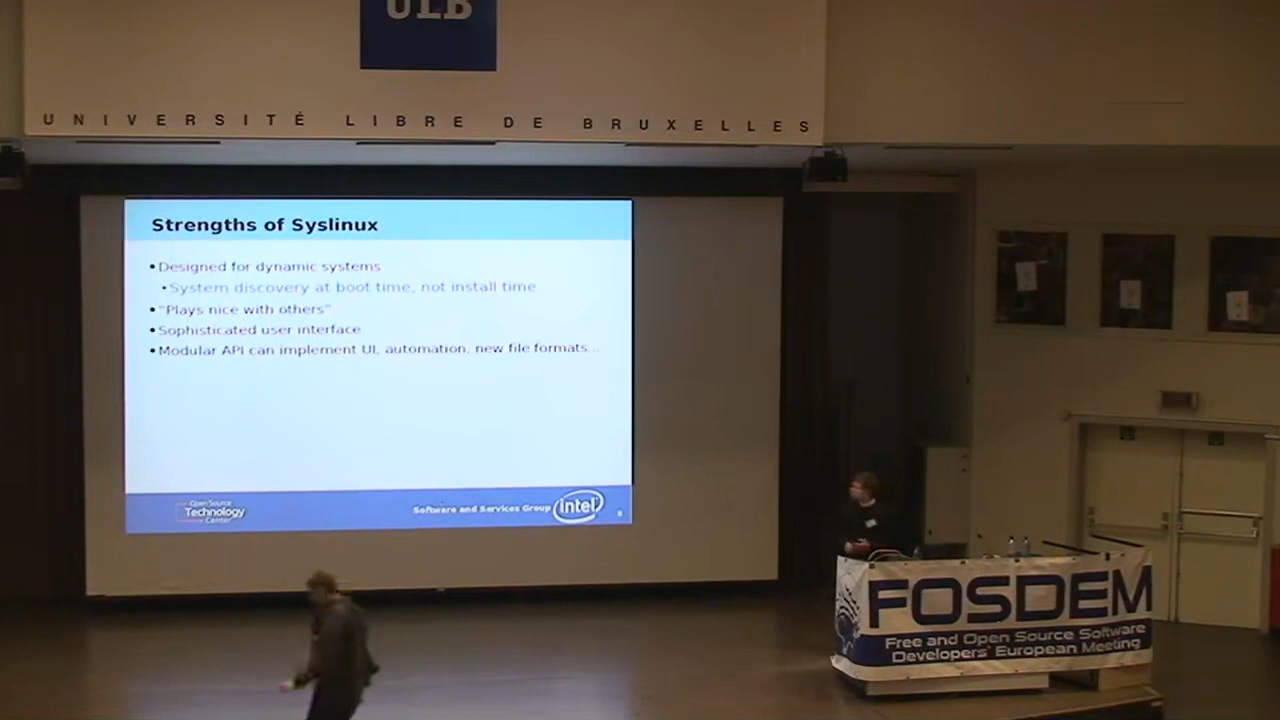 ULB
UNIVERSITÉ LIBRE DE BRUXELLES
Strengths of Syslinux
•Designed for dynamic systems
•System discovery at boot time, not install time
•“Plays nice with others”
•Sophisticated user interface
•Modular API can implement UI, automation, new file formats...
Open Source
Technology
Center
Software and Services Group
intel
FOSDEM
Free and Open Source Software
Developers' European Meeting